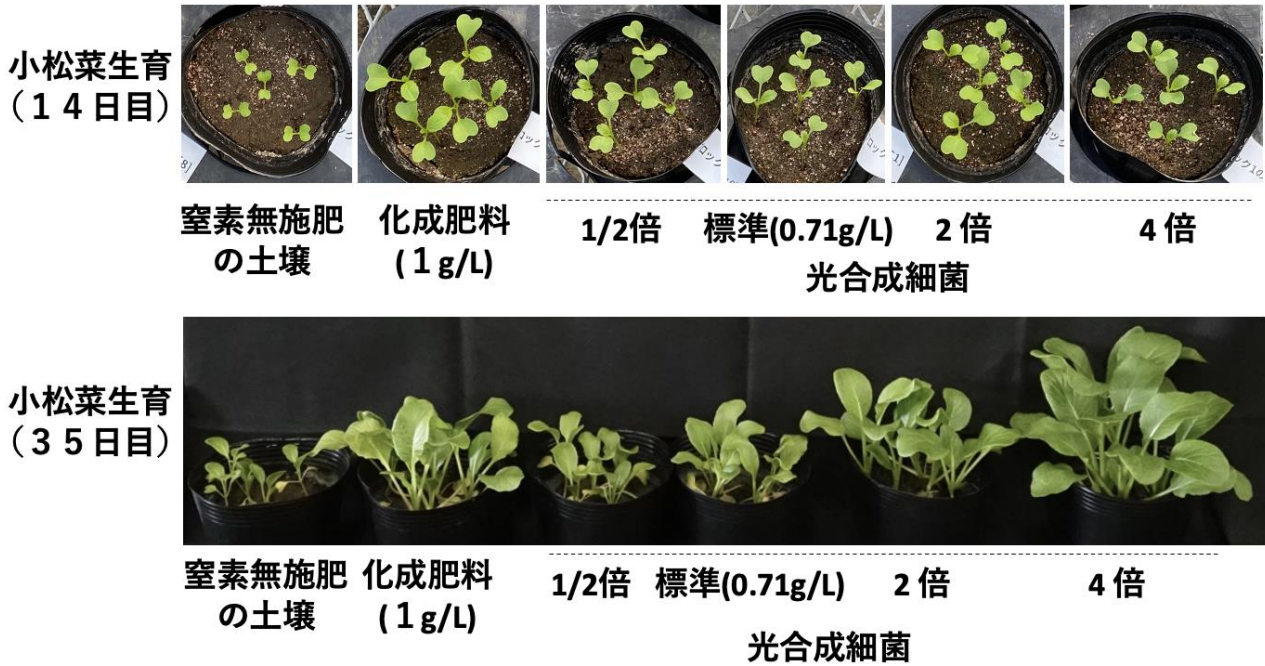 小松菜生育
（１４日目）
窒素無施肥
の土壌
化成肥料
(１g/L)
1/2倍
標準(0.71g/L)
２倍
４倍
光合成細菌
小松菜生育
（３５日目）
窒素無施肥
の土壌
化成肥料
(１g/L)
1/2倍
標準(0.71g/L)
２倍
４倍
光合成細菌